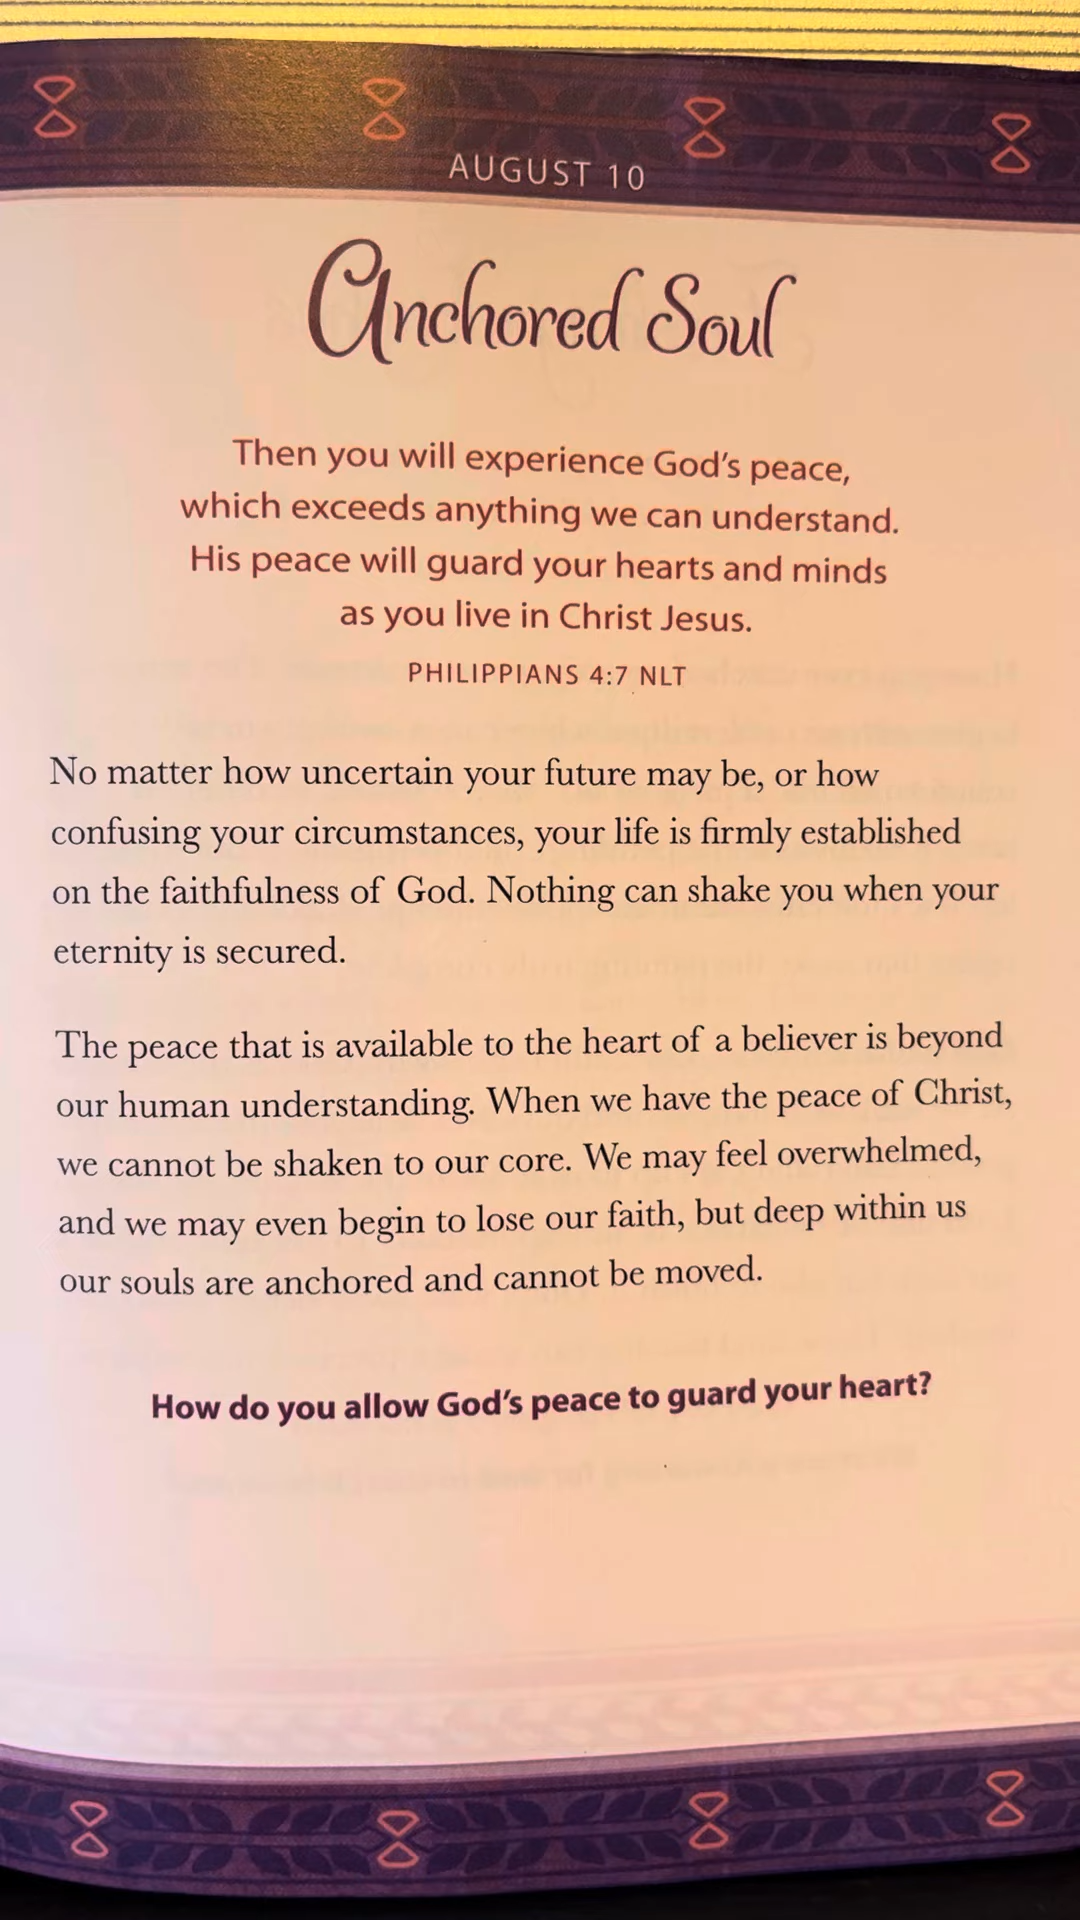 AUGUST 10
Anchored Soul
Then you will experience God's peace,
which exceeds anything we can understand.
His peace will guard your hearts and minds
as you live in Christ Jesus.
PHILIPPIANS 4:7 NLT
No matter how uncertain your future may be, or how
confusing your circumstances, your life is firmly established
on the faithfulness of God. Nothing can shake you when your
eternity is secured.
The peace that is available to the heart of a believer is beyond
our human understanding. When we have the peace of Christ,
we cannot be shaken to our core. We may feel overwhelmed,
and we may even begin to lose our faith, but deep within us
our souls are anchored and cannot be moved.
How do you allow God's peace to guard your heart?